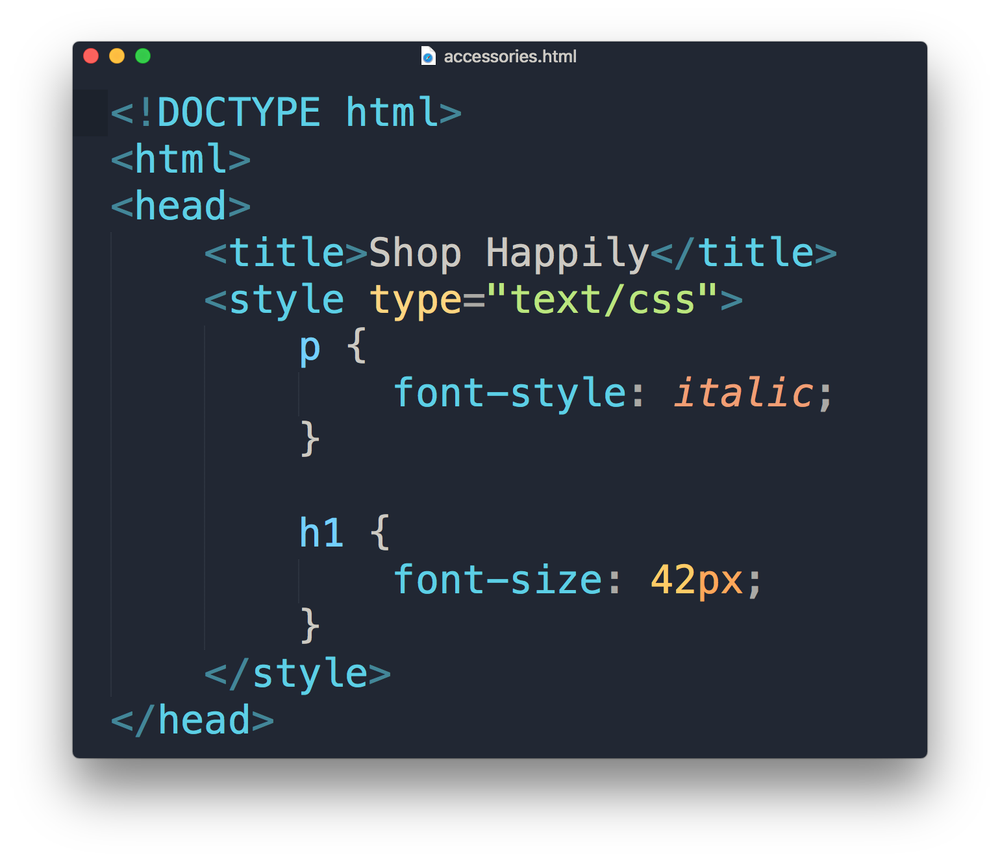 accessories.html
<!DOCTYPE html>
<html>
<head>
    <title>Shop Happily</title>
    <style type="text/css">
        p {
            font-style: italic;
        }

        h1 {
            font-size: 42px;
        }
    </style>
</head>